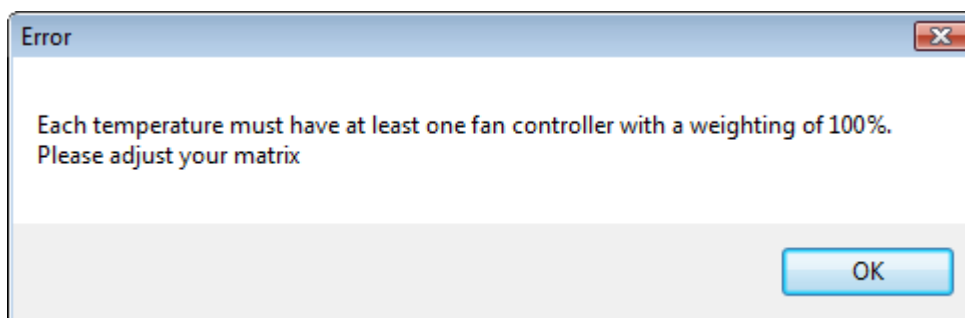 Error
Each temperature must have at least one fan controller with a weighting of 100%.
Please adjust your matrix
OK